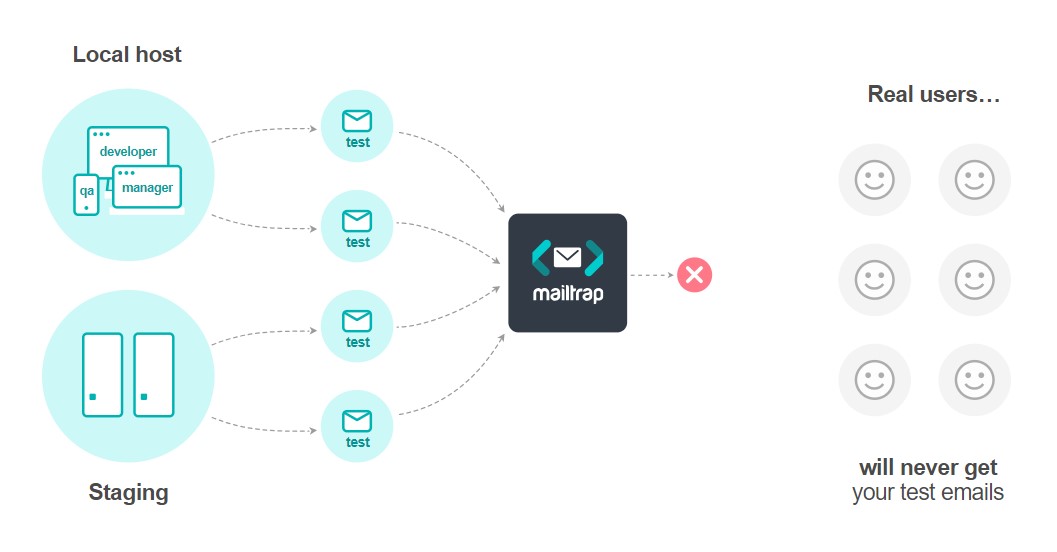 Local host
developer
qa
manager
test
test
test
test
Staging
mailtrap
Real users…
will never get
your test emails